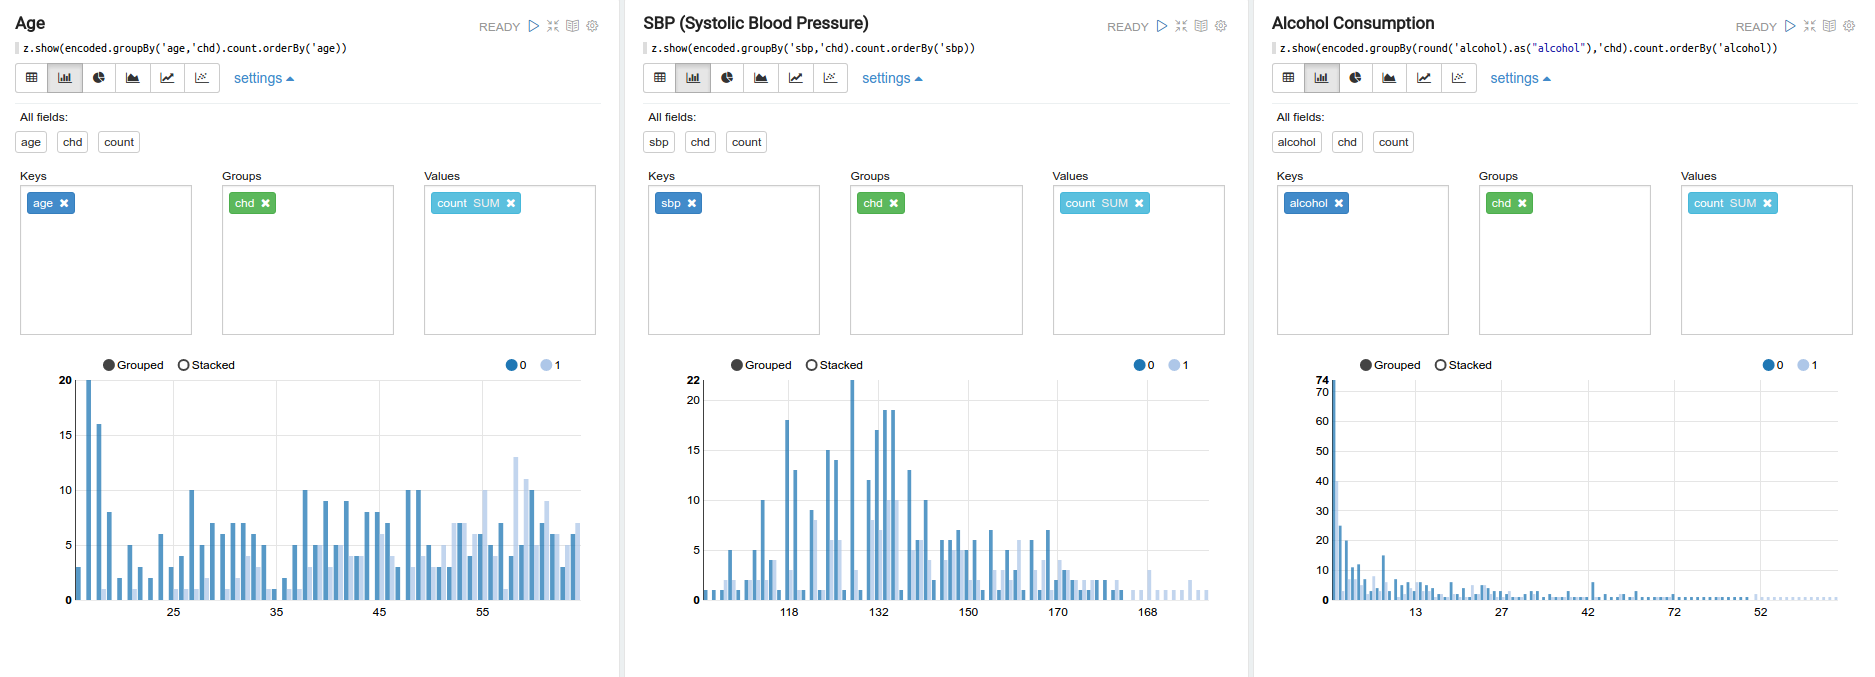 Age
READY
z.show(encoded.groupBy('age,'chd).count.orderBy('age))
settings
All fields:
age chd count
Keys Groups Values
age ✖ chd ✖ count SUM ✖
Grouped Stacked 0 1
20
15
10
5
0
25 35 45 55
SBP (Systolic Blood Pressure)
READY
z.show(encoded.groupBy('sbp,'chd).count.orderBy('sbp))
settings
All fields:
sbp chd count
Keys Groups Values
sbp ✖ chd ✖ count SUM ✖
Grouped Stacked 0 1
22
20
15
10
5
0
118 132 150 170 168
Alcohol Consumption
READY
z.show(encoded.groupBy(round('alcohol).as("alcohol"),'chd).count.orderBy('alcohol))
settings
All fields:
alcohol chd count
Keys Groups Values
alcohol ✖ chd ✖ count SUM ✖
Grouped Stacked 0 1
74
70
60
50
40
30
20
10
0
13 27 42 72 52